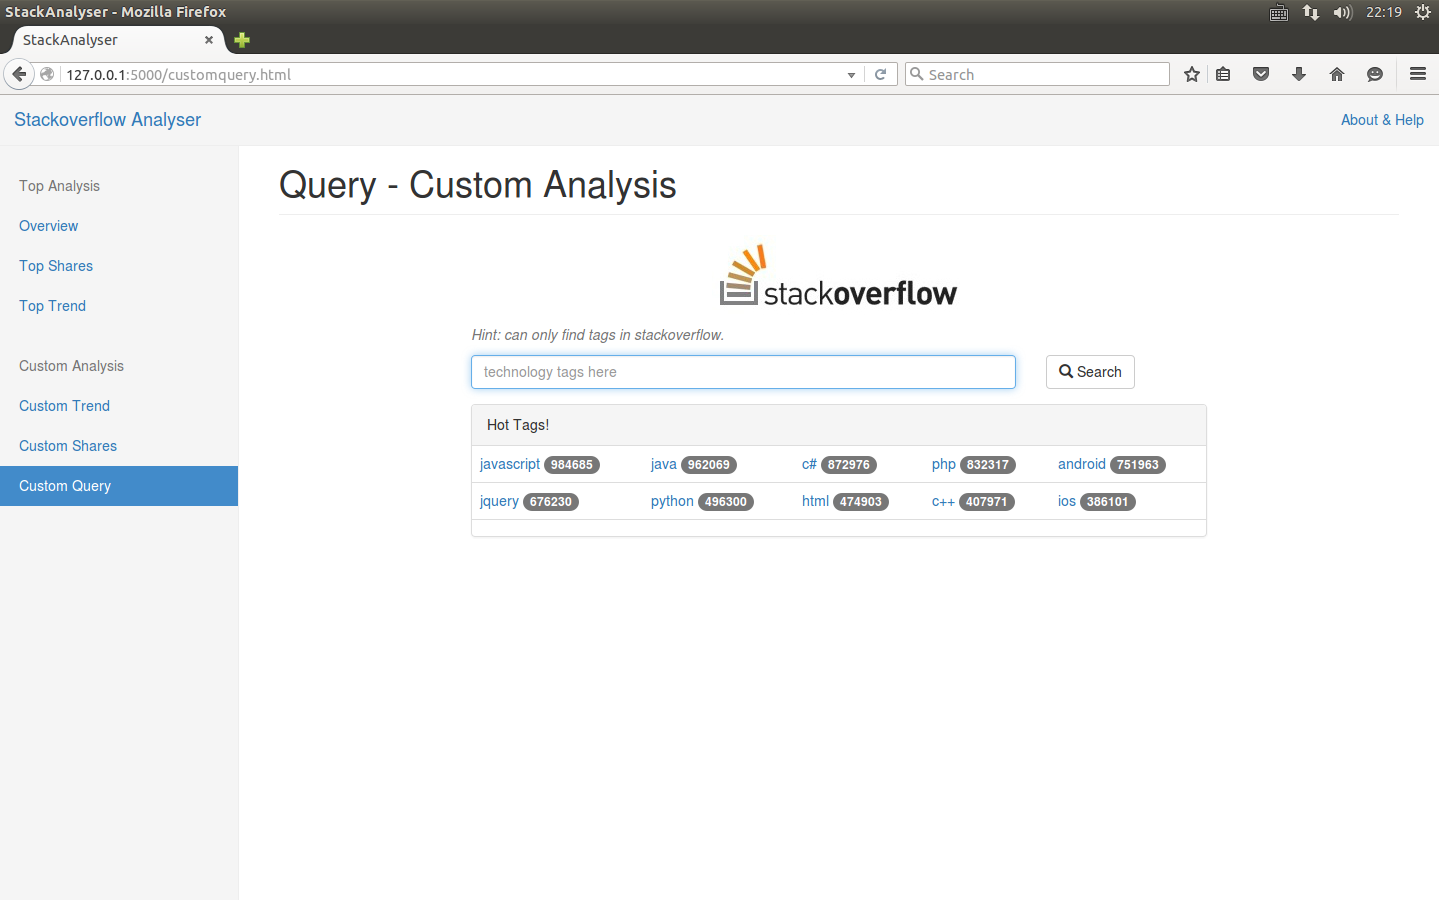 StackAnalyser - Mozilla Firefox
22:19
StackAnalyser
127.0.0.1:5000/customquery.html
Search
Stackoverflow Analyser
About & Help
Top Analysis
Overview
Top Shares
Top Trend
Custom Analysis
Custom Trend
Custom Shares
Custom Query
Query - Custom Analysis
stackoverflow
Hint: can only find tags in stackoverflow.
technology tags here
Search
Hot Tags!
javascript 984685 java 962069 c# 872976 php 832317 android 751963
jquery 676230 python 496300 html 474903 c++ 407971 ios 386101